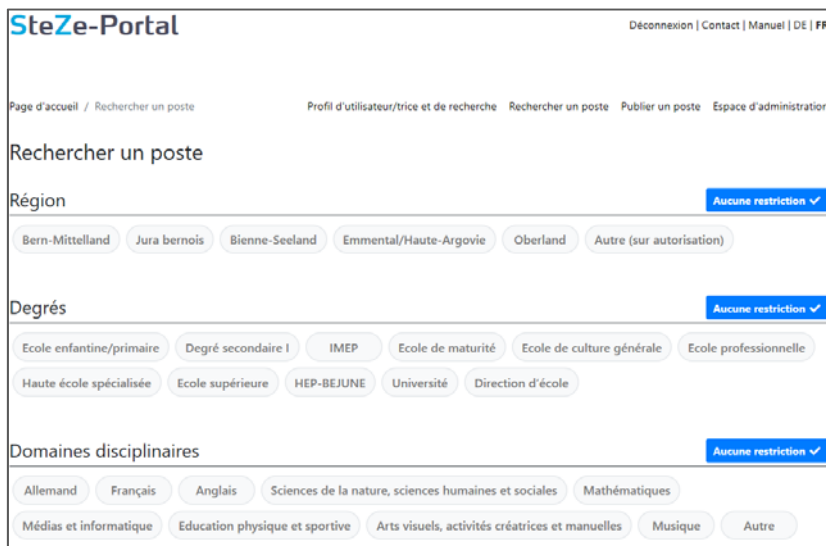 SteZe-Portal
Déconnexion | Contact | Manuel | DE | FR
Page d'accueil / Rechercher un poste
Profil d'utilisateur/trice et de recherche Rechercher un poste Publier un poste Espace d'administration
Rechercher un poste
Région
Aucune restriction ✓
Bern-Mittelland Jura bernois Bienne-Seeland Emmental/Haute-Argovie Oberland Autre (sur autorisation)
Degrés
Aucune restriction ✓
Ecole enfantine/primaire Degré secondaire I IMEP Ecole de maturité Ecole de culture générale Ecole professionnelle
Haute école spécialisée Ecole supérieure HEP-BEJUNE Université Direction d'école
Domaines disciplinaires
Aucune restriction ✓
Allemand Français Anglais Sciences de la nature, sciences humaines et sociales Mathématiques
Médias et informatique Education physique et sportive Arts visuels, activités créatrices et manuelles Musique Autre